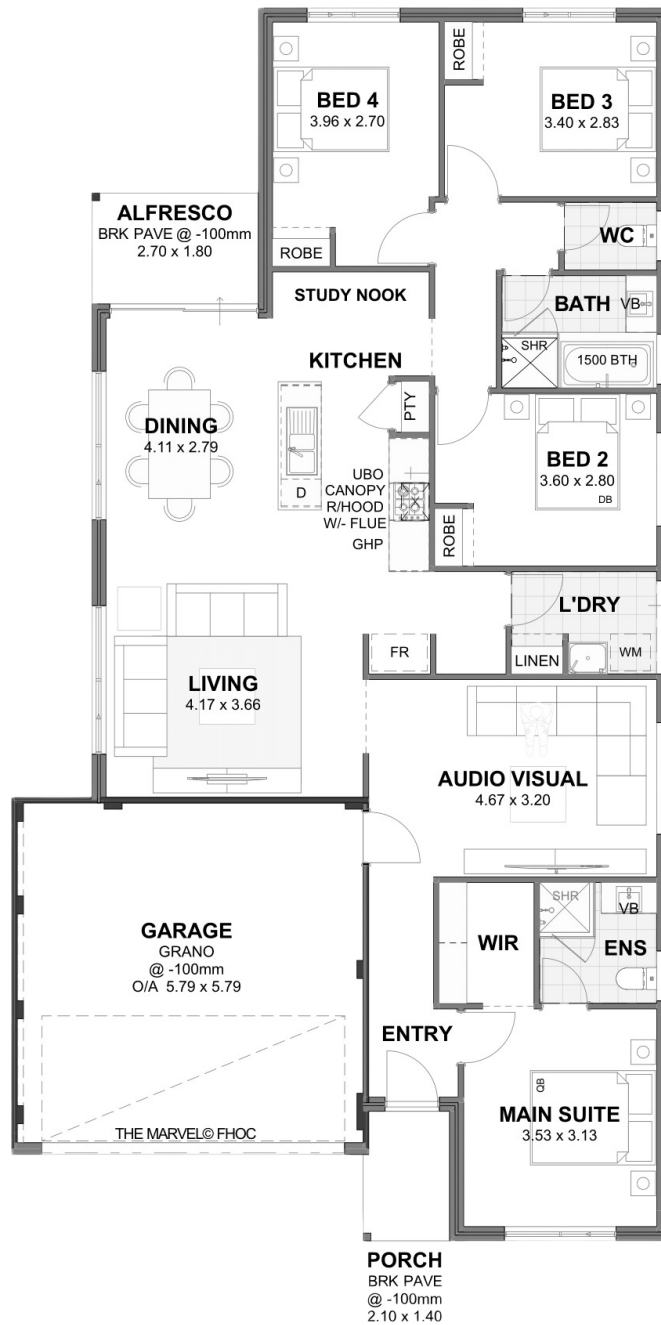 BED 4
3.96 x 2.70
ROBE
BED 3
3.40 x 2.83
ALFRESCO
BRK PAVE @ -100mm
2.70 x 1.80
ROBE
WC
STUDY NOOK
BATH
VB
SHR
1500 BTH
KITCHEN
PTY
DINING
4.11 x 2.79
D
UBO
CANOPY
R/HOOD
W/- FLUE
GHP
BED 2
3.60 x 2.80
DB
ROBE
L'DRY
LINEN
WM
FR
LIVING
4.17 x 3.66
AUDIO VISUAL
4.67 x 3.20
GARAGE
GRANO
@ -100mm
O/A 5.79 x 5.79
WIR
SHR
VB
ENS
ENTRY
QB
MAIN SUITE
3.53 x 3.13
THE MARVEL© FHOC
PORCH
BRK PAVE
@ -100mm
2.10 x 1.40